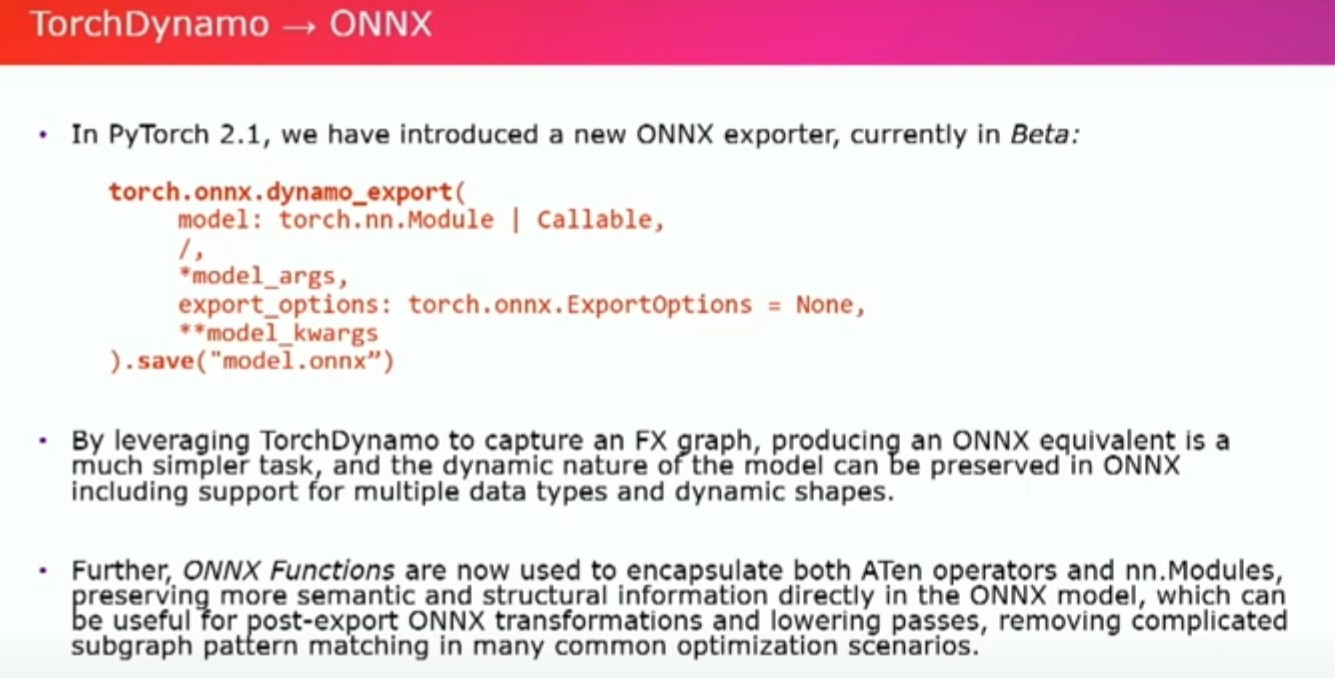 TorchDynamo → ONNX
• In PyTorch 2.1, we have introduced a new ONNX exporter, currently in Beta:
torch.onnx.dynamo_export(
model: torch.nn.Module | Callable,
/,
*model_args,
export_options: torch.onnx.ExportOptions = None,
**model_kwargs
).save("model.onnx”)
• By leveraging TorchDynamo to capture an FX graph, producing an ONNX equivalent is a
much simpler task, and the dynamic nature of the model can be preserved in ONNX
including support for multiple data types and dynamic shapes.
• Further, ONNX Functions are now used to encapsulate both ATen operators and nn.Modules,
preserving more semantic and structural information directly in the ONNX model, which can
be useful for post-export ONNX transformations and lowering passes, removing complicated
subgraph pattern matching in many common optimization scenarios.